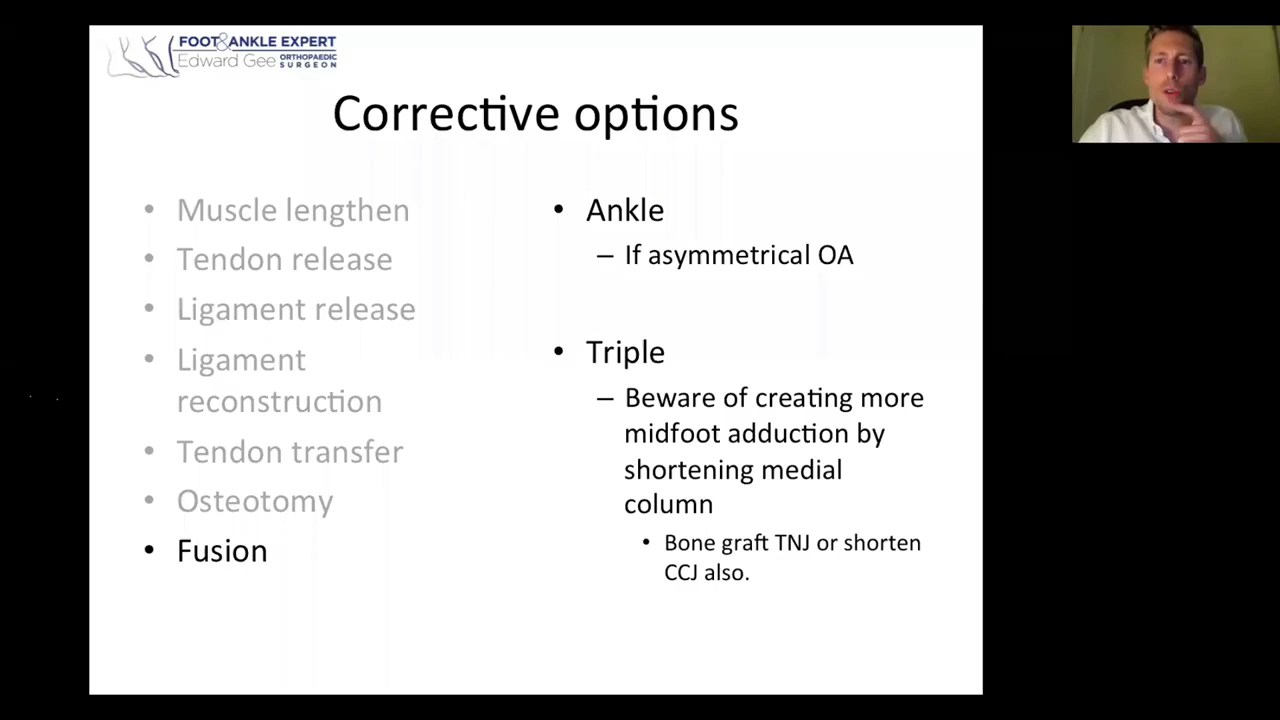 FOOT&ANKLE EXPERT
Edward Gee ORTHOPAEDIC SURGEON
Corrective options
• Muscle lengthen
• Tendon release
• Ligament release
• Ligament
reconstruction
• Tendon transfer
• Osteotomy
• Fusion
• Ankle
– If asymmetrical OA
• Triple
– Beware of creating more
midfoot adduction by
shortening medial
column
• Bone graft TNJ or shorten
CCJ also.